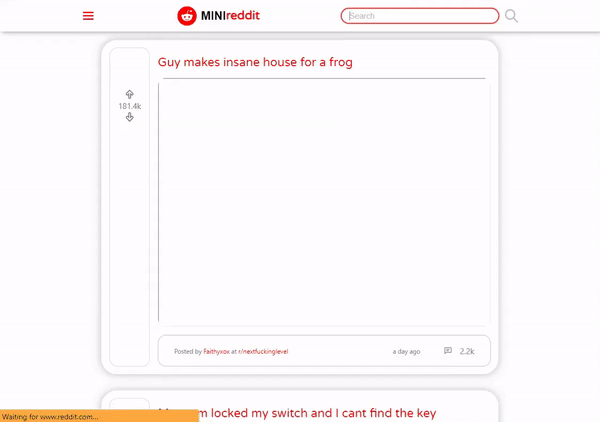 MINIreddit
Search
Guy makes insane house for a frog
181.4k
Posted by Faithyxox at r/nextfuckinglevel
a day ago
2.2k
m locked my switch and I cant find the key
Waiting for www.reddit.com...